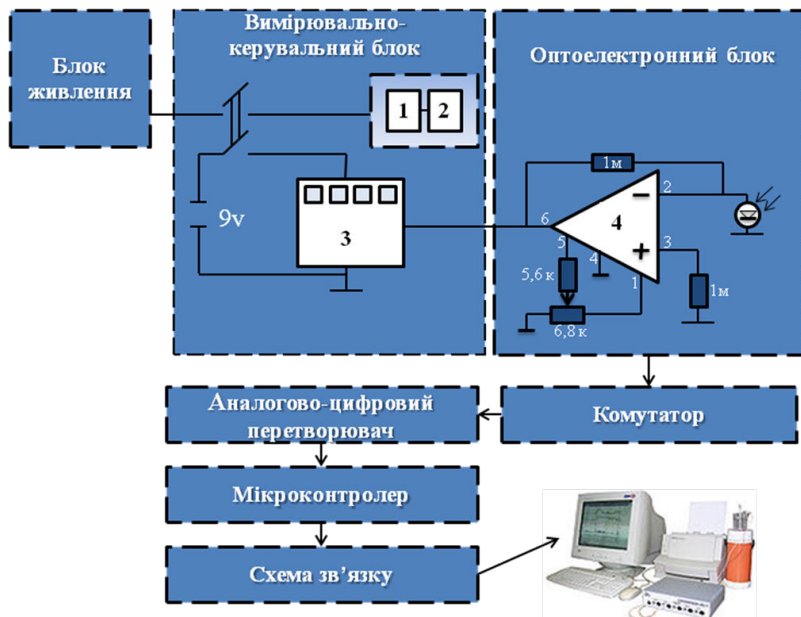 Блок
живлення
Вимірювально-
керувальний блок
1 2
9v
3
Оптоелектронний блок
1м
2
4
6
3
5
4
1
5,6 к
6,8 к
1м
Аналогово-цифровий
перетворювач
Комутатор
Мікроконтролер
Схема зв’язку